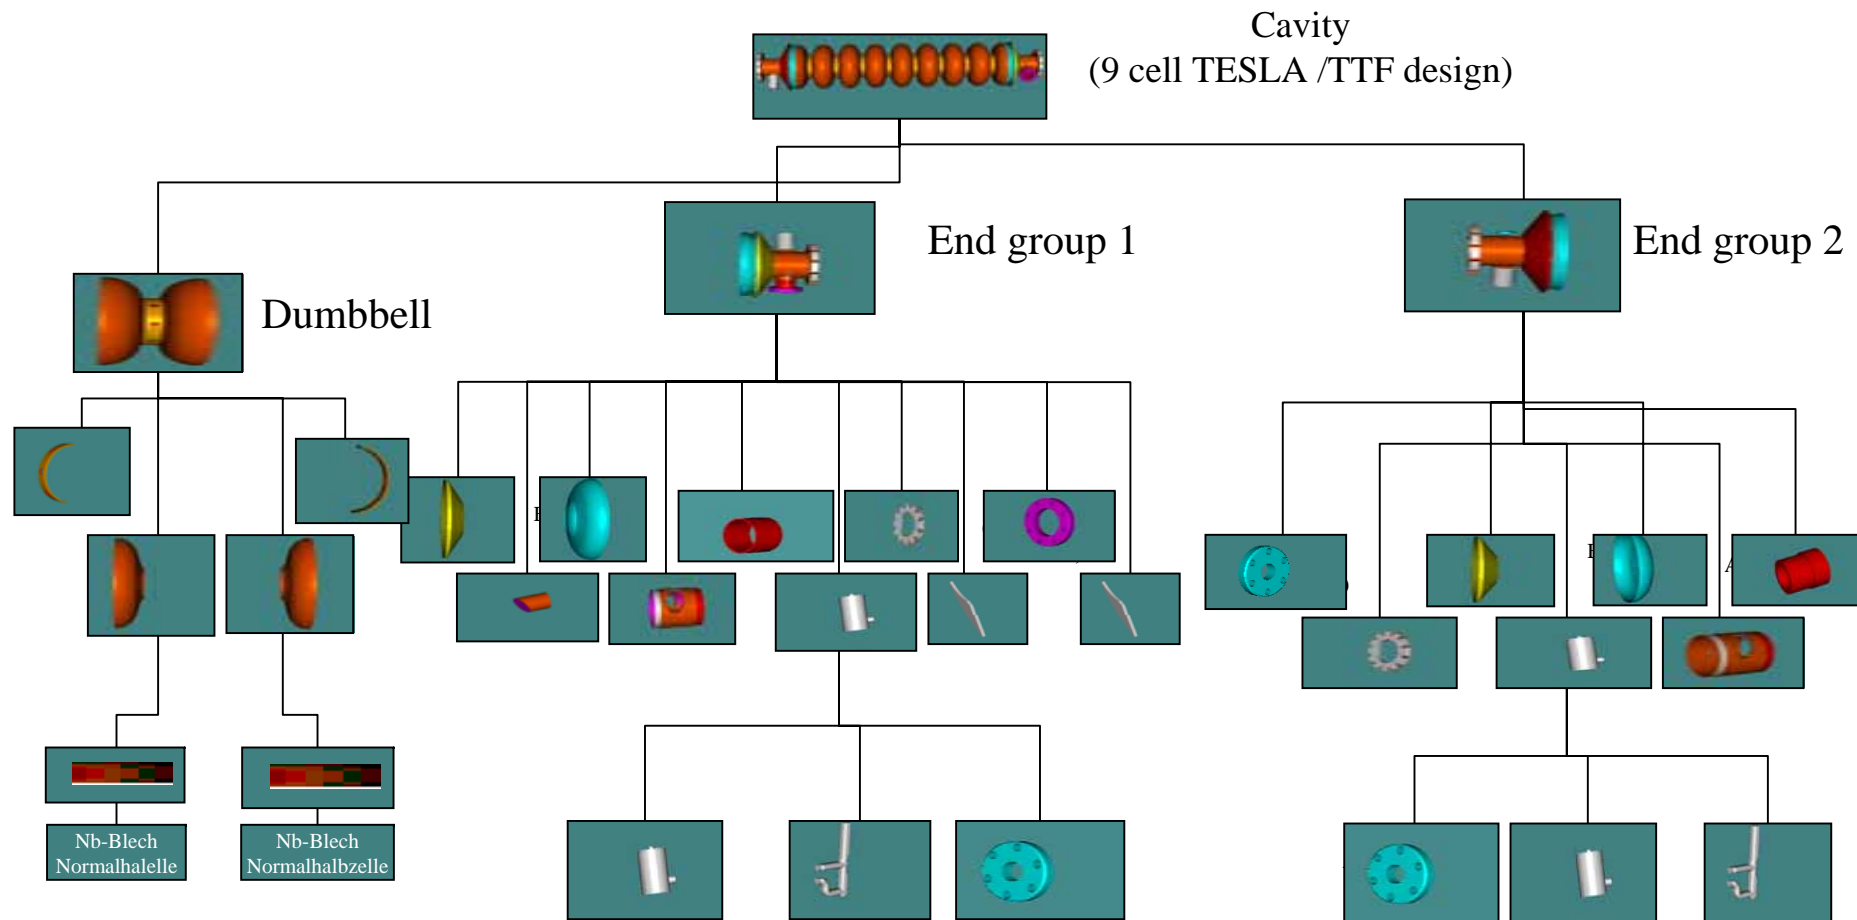 Cavity
(9 cell TESLA /TTF design)
End group 1
End group 2
Dumbbell
Nb-Blech
Normalhalelle
Nb-Blech
Normalhalbzelle